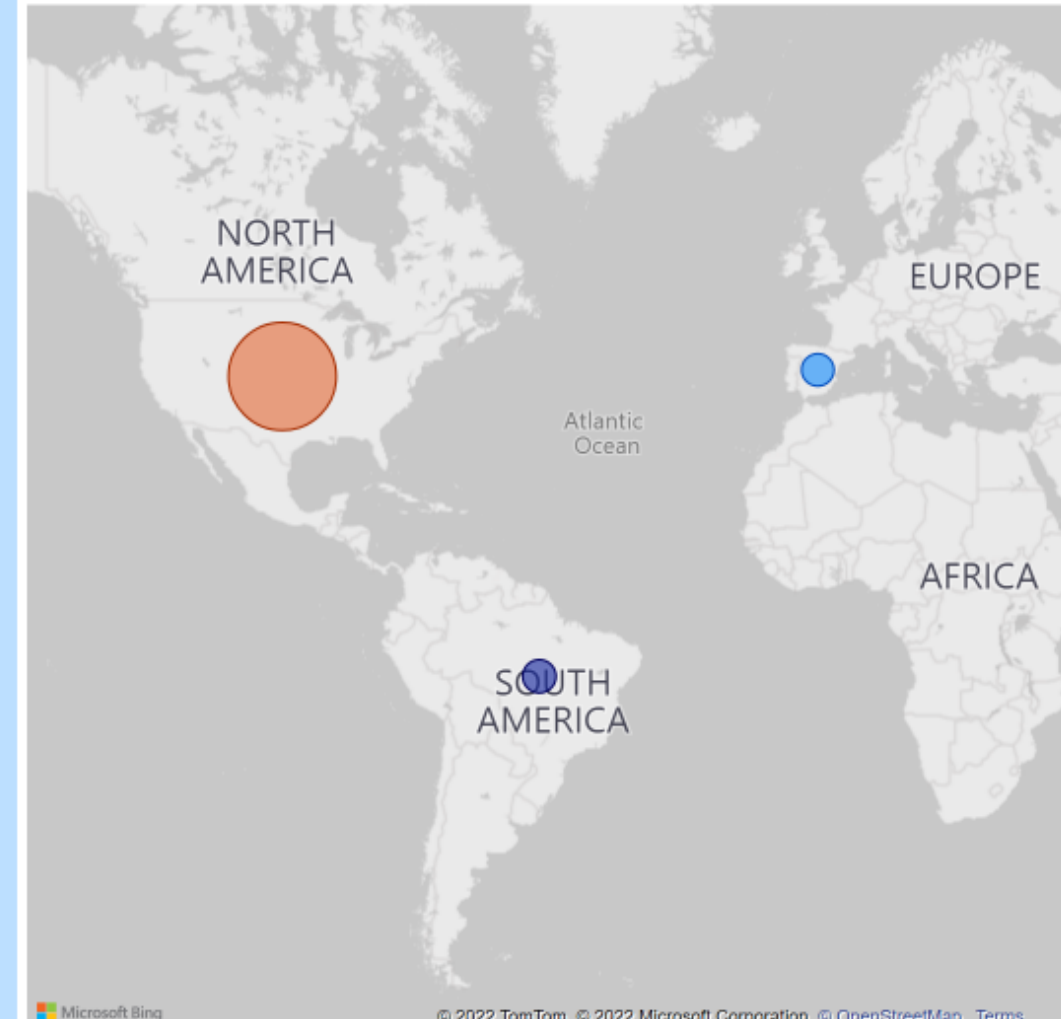 NORTH
AMERICA
EUROPE
Atlantic
Ocean
AFRICA
SOUTH
AMERICA
Microsoft Bing
© 2022 TomTom, © 2022 Microsoft Corporation, © OpenStreetMap Terms